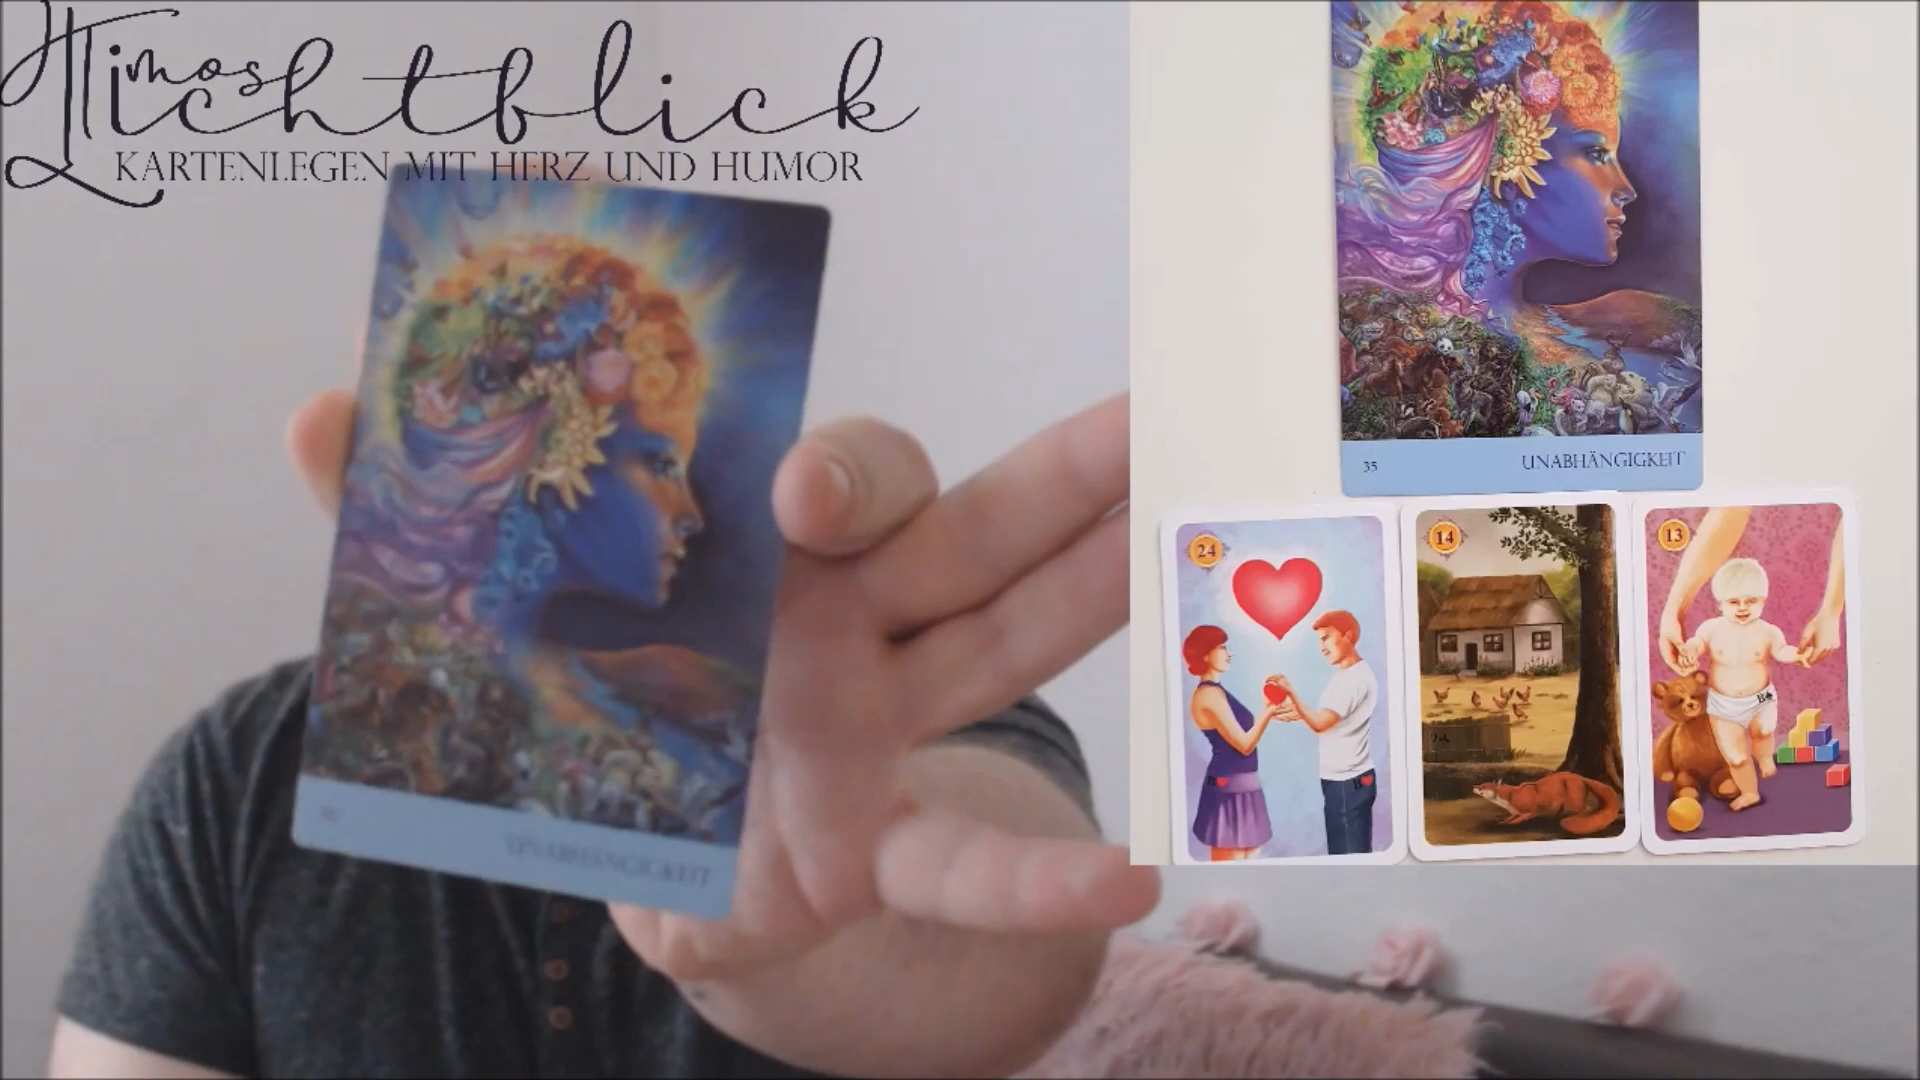 Timos
Lichtblick
KARTENLEGEN MIT HERZ UND HUMOR
35 UNABHÄNGIGKEIT
24
14
13
UNABHÄNGIGKEIT